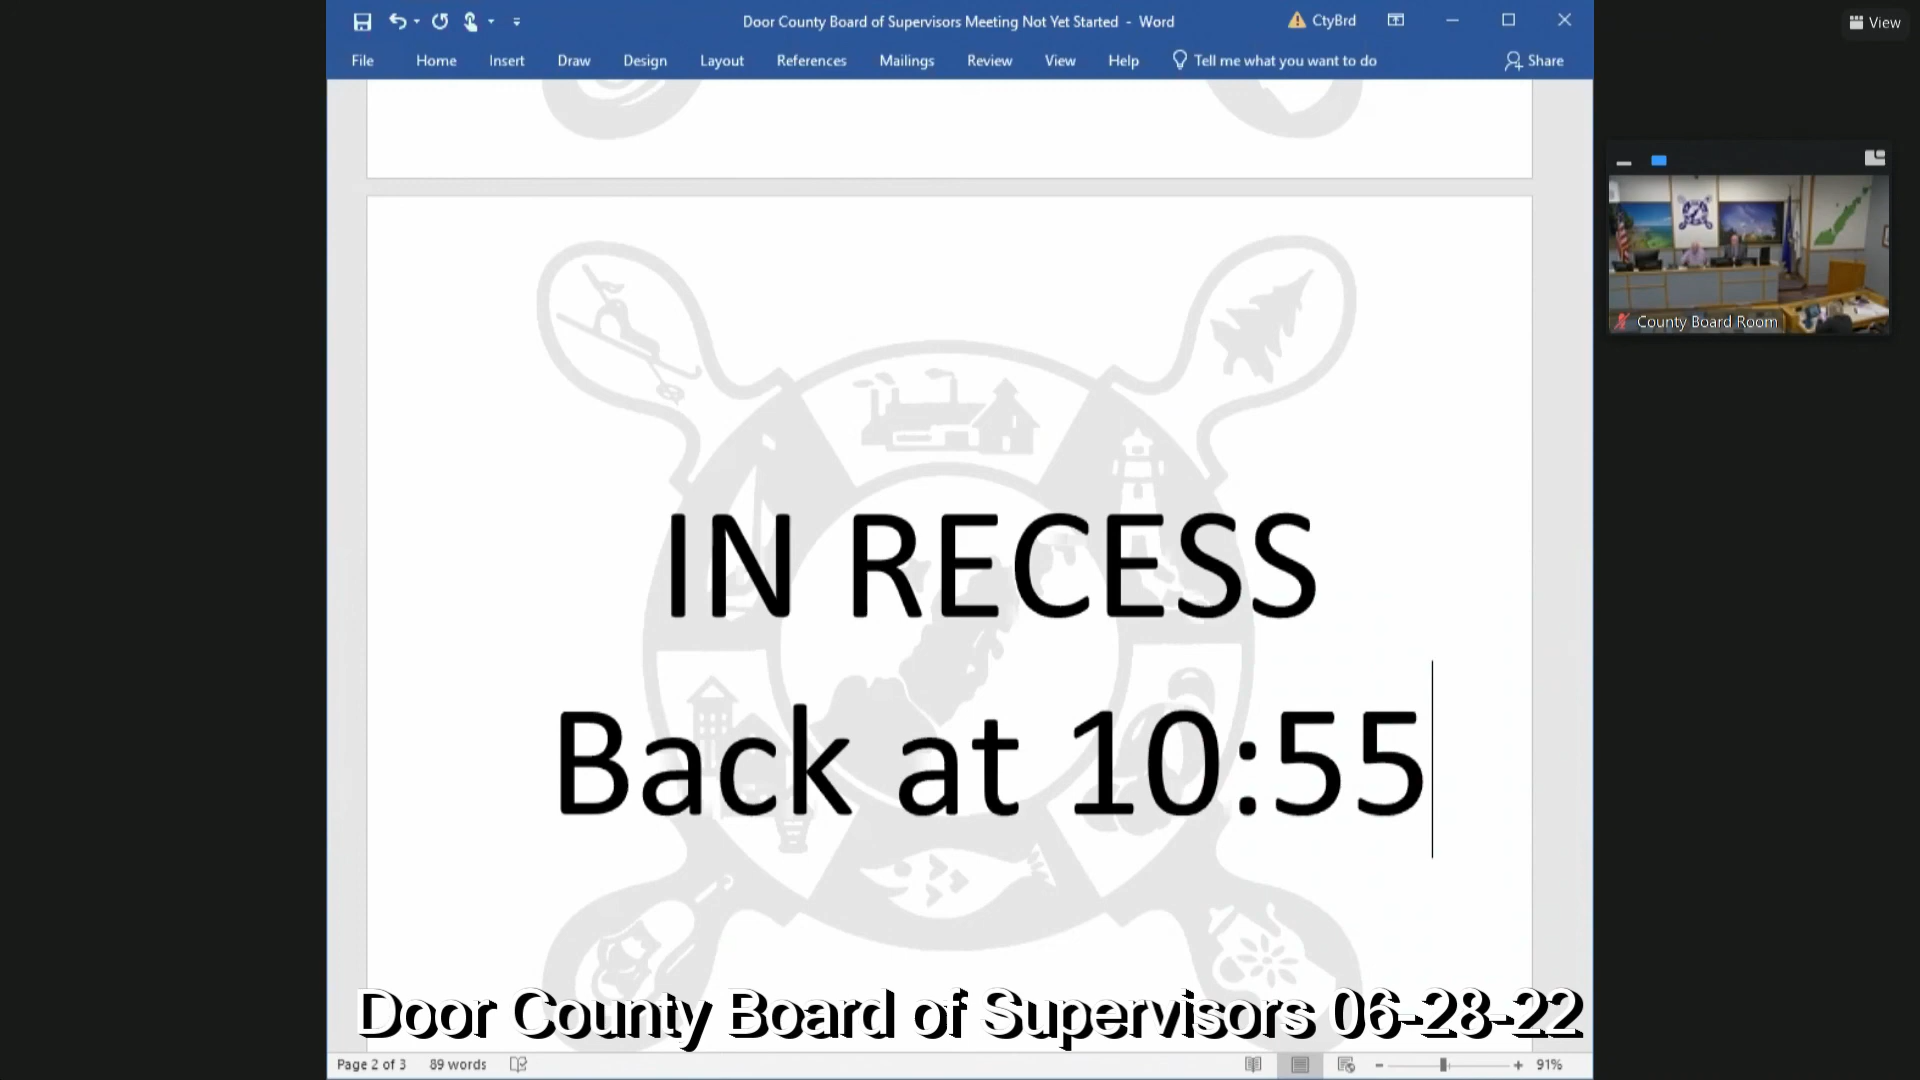 Door County Board of Supervisors Meeting Not Yet Started - Word
CtyBrd
View
File Home Insert Draw Design Layout References Mailings Review View Help Tell me what you want to do Share
County Board Room
IN RECESS
Back at 10:55
Door County Board of Supervisors 06-28-22
Page 2 of 3 89 words 91%